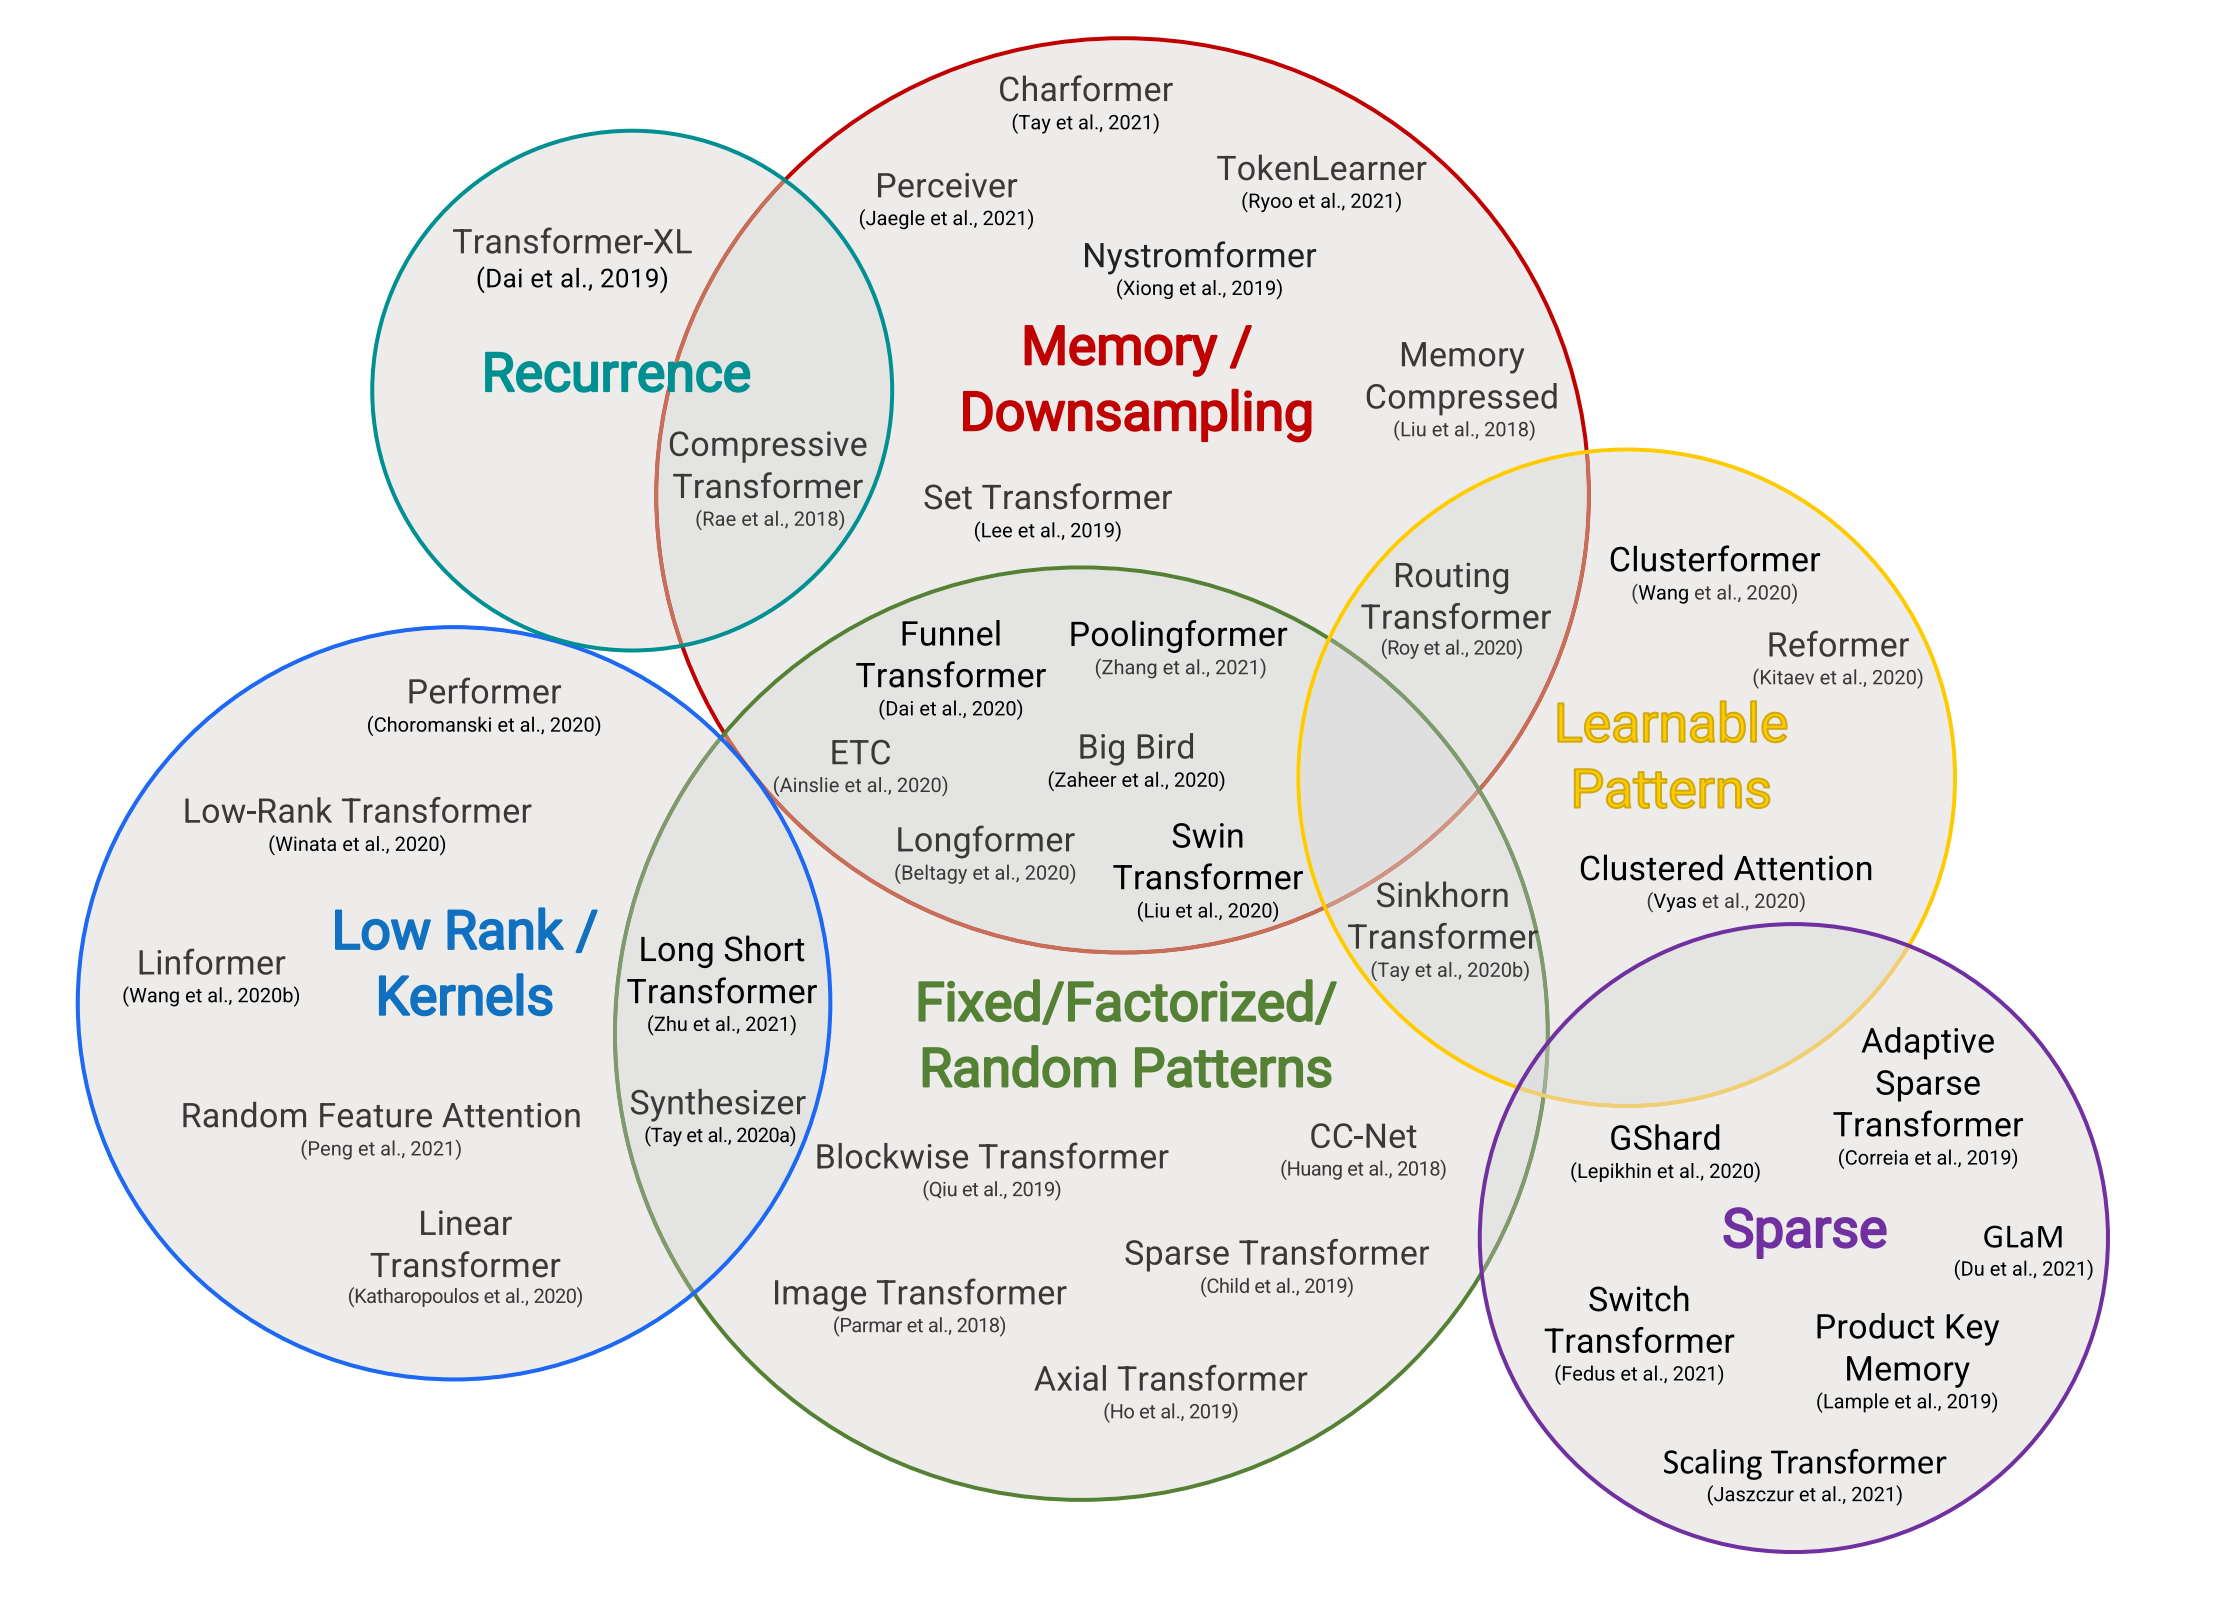 Charformer
(Tay et al., 2021)
TokenLearner
(Ryoo et al., 2021)
Perceiver
(Jaegle et al., 2021)
Transformer-XL
(Dai et al., 2019)
Nystromformer
(Xiong et al., 2019)
Recurrence
Memory /
Downsampling
Memory
Compressed
(Liu et al., 2018)
Compressive
Transformer
(Rae et al., 2018)
Set Transformer
(Lee et al., 2019)
Routing
Transformer
(Roy et al., 2020)
Clusterformer
(Wang et al., 2020)
Reformer
(Kitaev et al., 2020)
Funnel
Transformer
(Dai et al., 2020)
Poolingformer
(Zhang et al., 2021)
Performer
(Choromanski et al., 2020)
Learnable
Patterns
ETC
(Ainslie et al., 2020)
Big Bird
(Zaheer et al., 2020)
Low-Rank Transformer
(Winata et al., 2020)
Longformer
(Beltagy et al., 2020)
Swin
Transformer
(Liu et al., 2020)
Sinkhorn
Transformer
(Tay et al., 2020b)
Clustered Attention
(Vyas et al., 2020)
Low Rank /
Kernels
Linformer
(Wang et al., 2020b)
Long Short
Transformer
(Zhu et al., 2021)
Fixed/Factorized/
Random Patterns
Adaptive
Sparse
Transformer
(Correia et al., 2019)
Random Feature Attention
(Peng et al., 2021)
Synthesizer
(Tay et al., 2020a)
Blockwise Transformer
(Qiu et al., 2019)
CC-Net
(Huang et al., 2018)
GShard
(Lepikhin et al., 2020)
Sparse
GLaM
(Du et al., 2021)
Linear
Transformer
(Katharopoulos et al., 2020)
Image Transformer
(Parmar et al., 2018)
Sparse Transformer
(Child et al., 2019)
Switch
Transformer
(Fedus et al., 2021)
Product Key
Memory
(Lample et al., 2019)
Axial Transformer
(Ho et al., 2019)
Scaling Transformer
(Jaszczur et al., 2021)